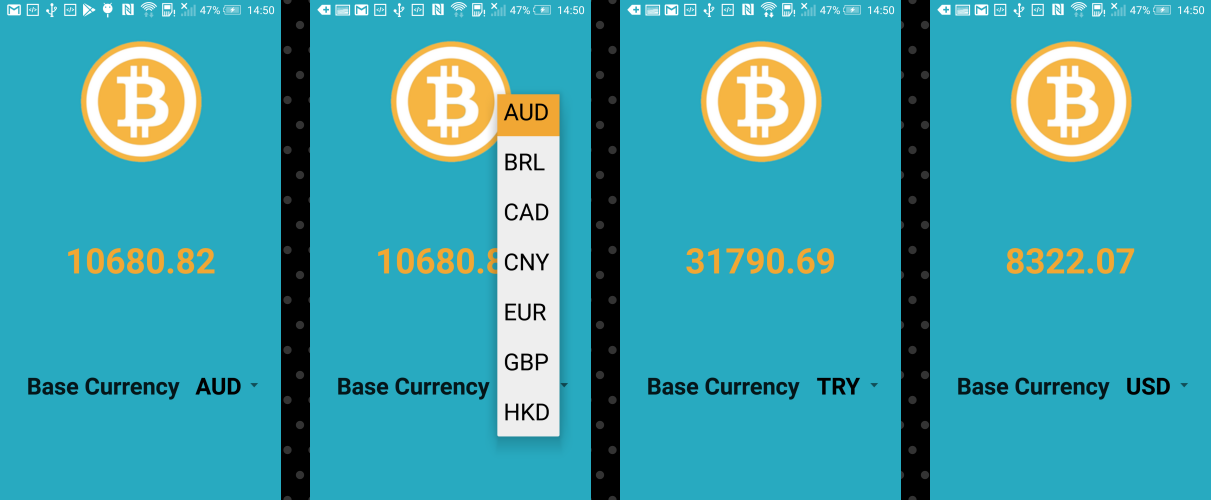 47% 14:50
10680.82
Base Currency AUD
47% 14:50
AUD
BRL
CAD
CNY
EUR
GBP
HKD
10680.8
Base Currency
47% 14:50
31790.69
Base Currency TRY
47% 14:50
8322.07
Base Currency USD